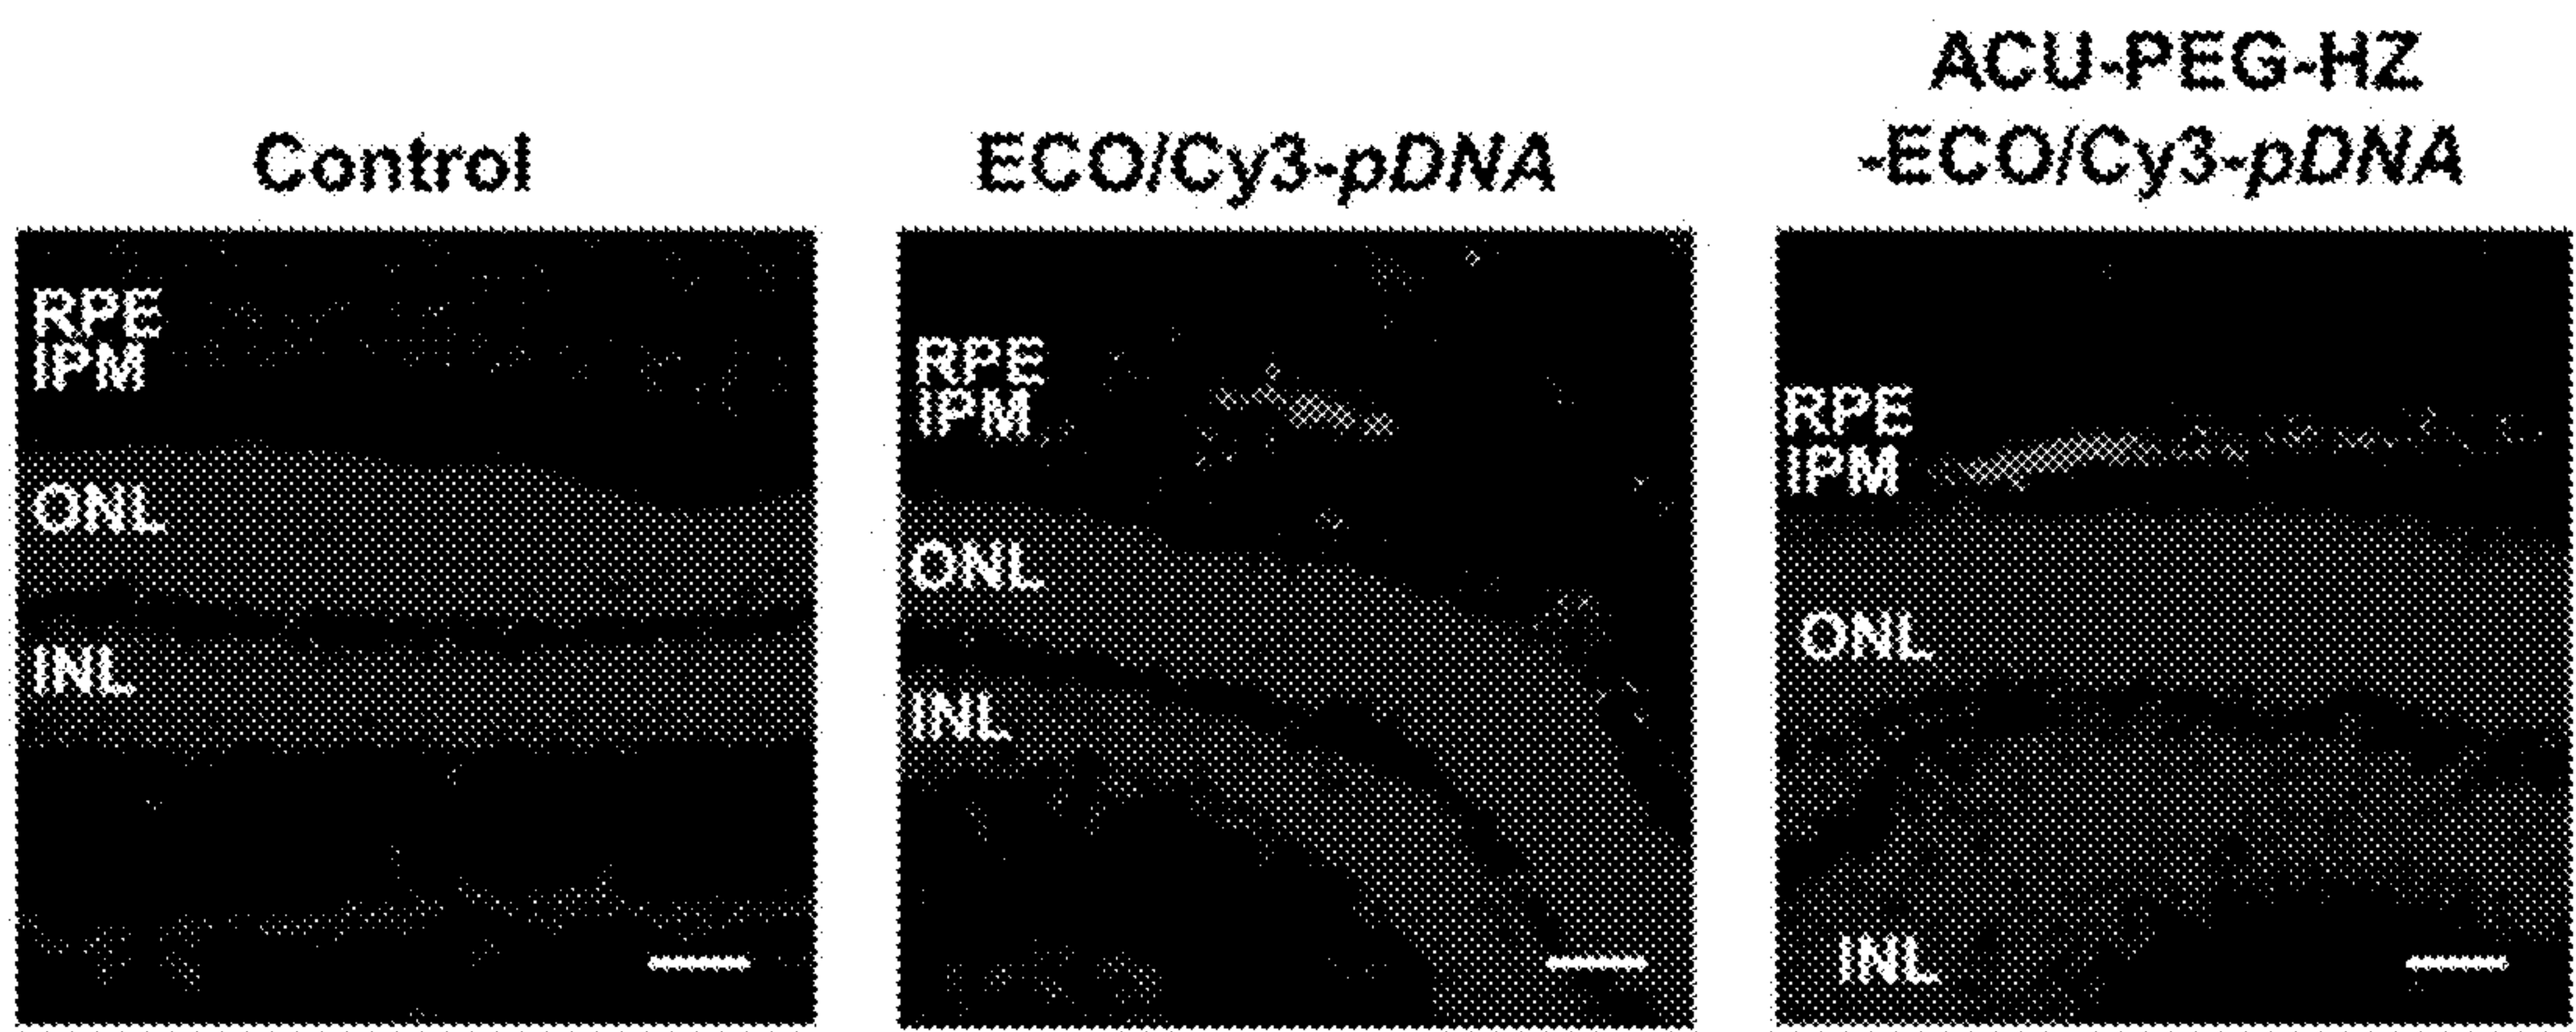 Control
RPE
IPM
ONL
INL
ECO/Cy3-pDNA
RPE
IPM
ONL
INL
ACU-PEG-HZ
-ECO/Cy3-pDNA
RPE
IPM
ONL
INL